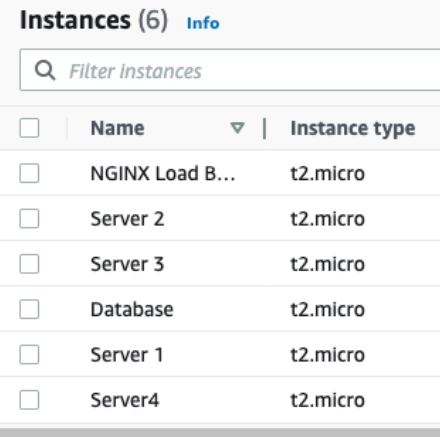 Instances (6) Info
Filter instances
Name Instance type
NGINX Load B... t2.micro
Server 2 t2.micro
Server 3 t2.micro
Database t2.micro
Server 1 t2.micro
Server4 t2.micro